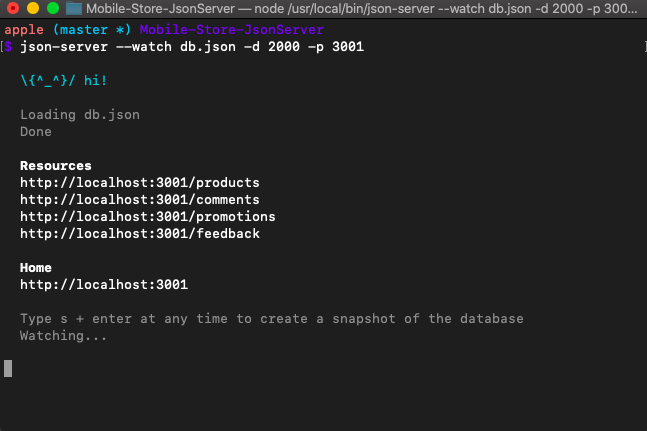 Mobile-Store-JsonServer — node /usr/local/bin/json-server --watch db.json -d 2000 -p 300...
apple (master *) Mobile-Store-JsonServer
[$ json-server --watch db.json -d 2000 -p 3001 ]
\{^_^}/ hi!
Loading db.json
Done
Resources
http://localhost:3001/products
http://localhost:3001/comments
http://localhost:3001/promotions
http://localhost:3001/feedback
Home
http://localhost:3001
Type s + enter at any time to create a snapshot of the database
Watching...